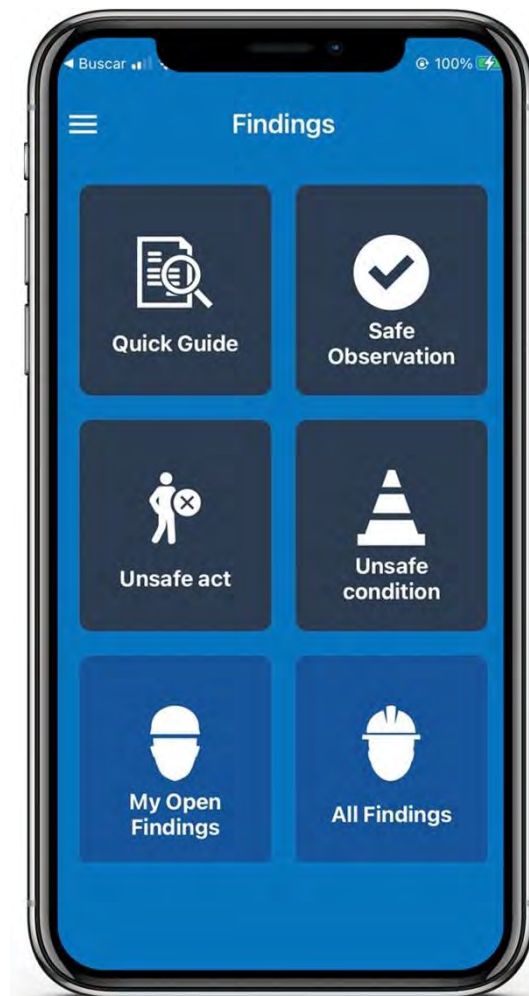 Buscar
100%
Findings
Quick Guide
Safe
Observation
Unsafe act
Unsafe
condition
My Open
Findings
All Findings